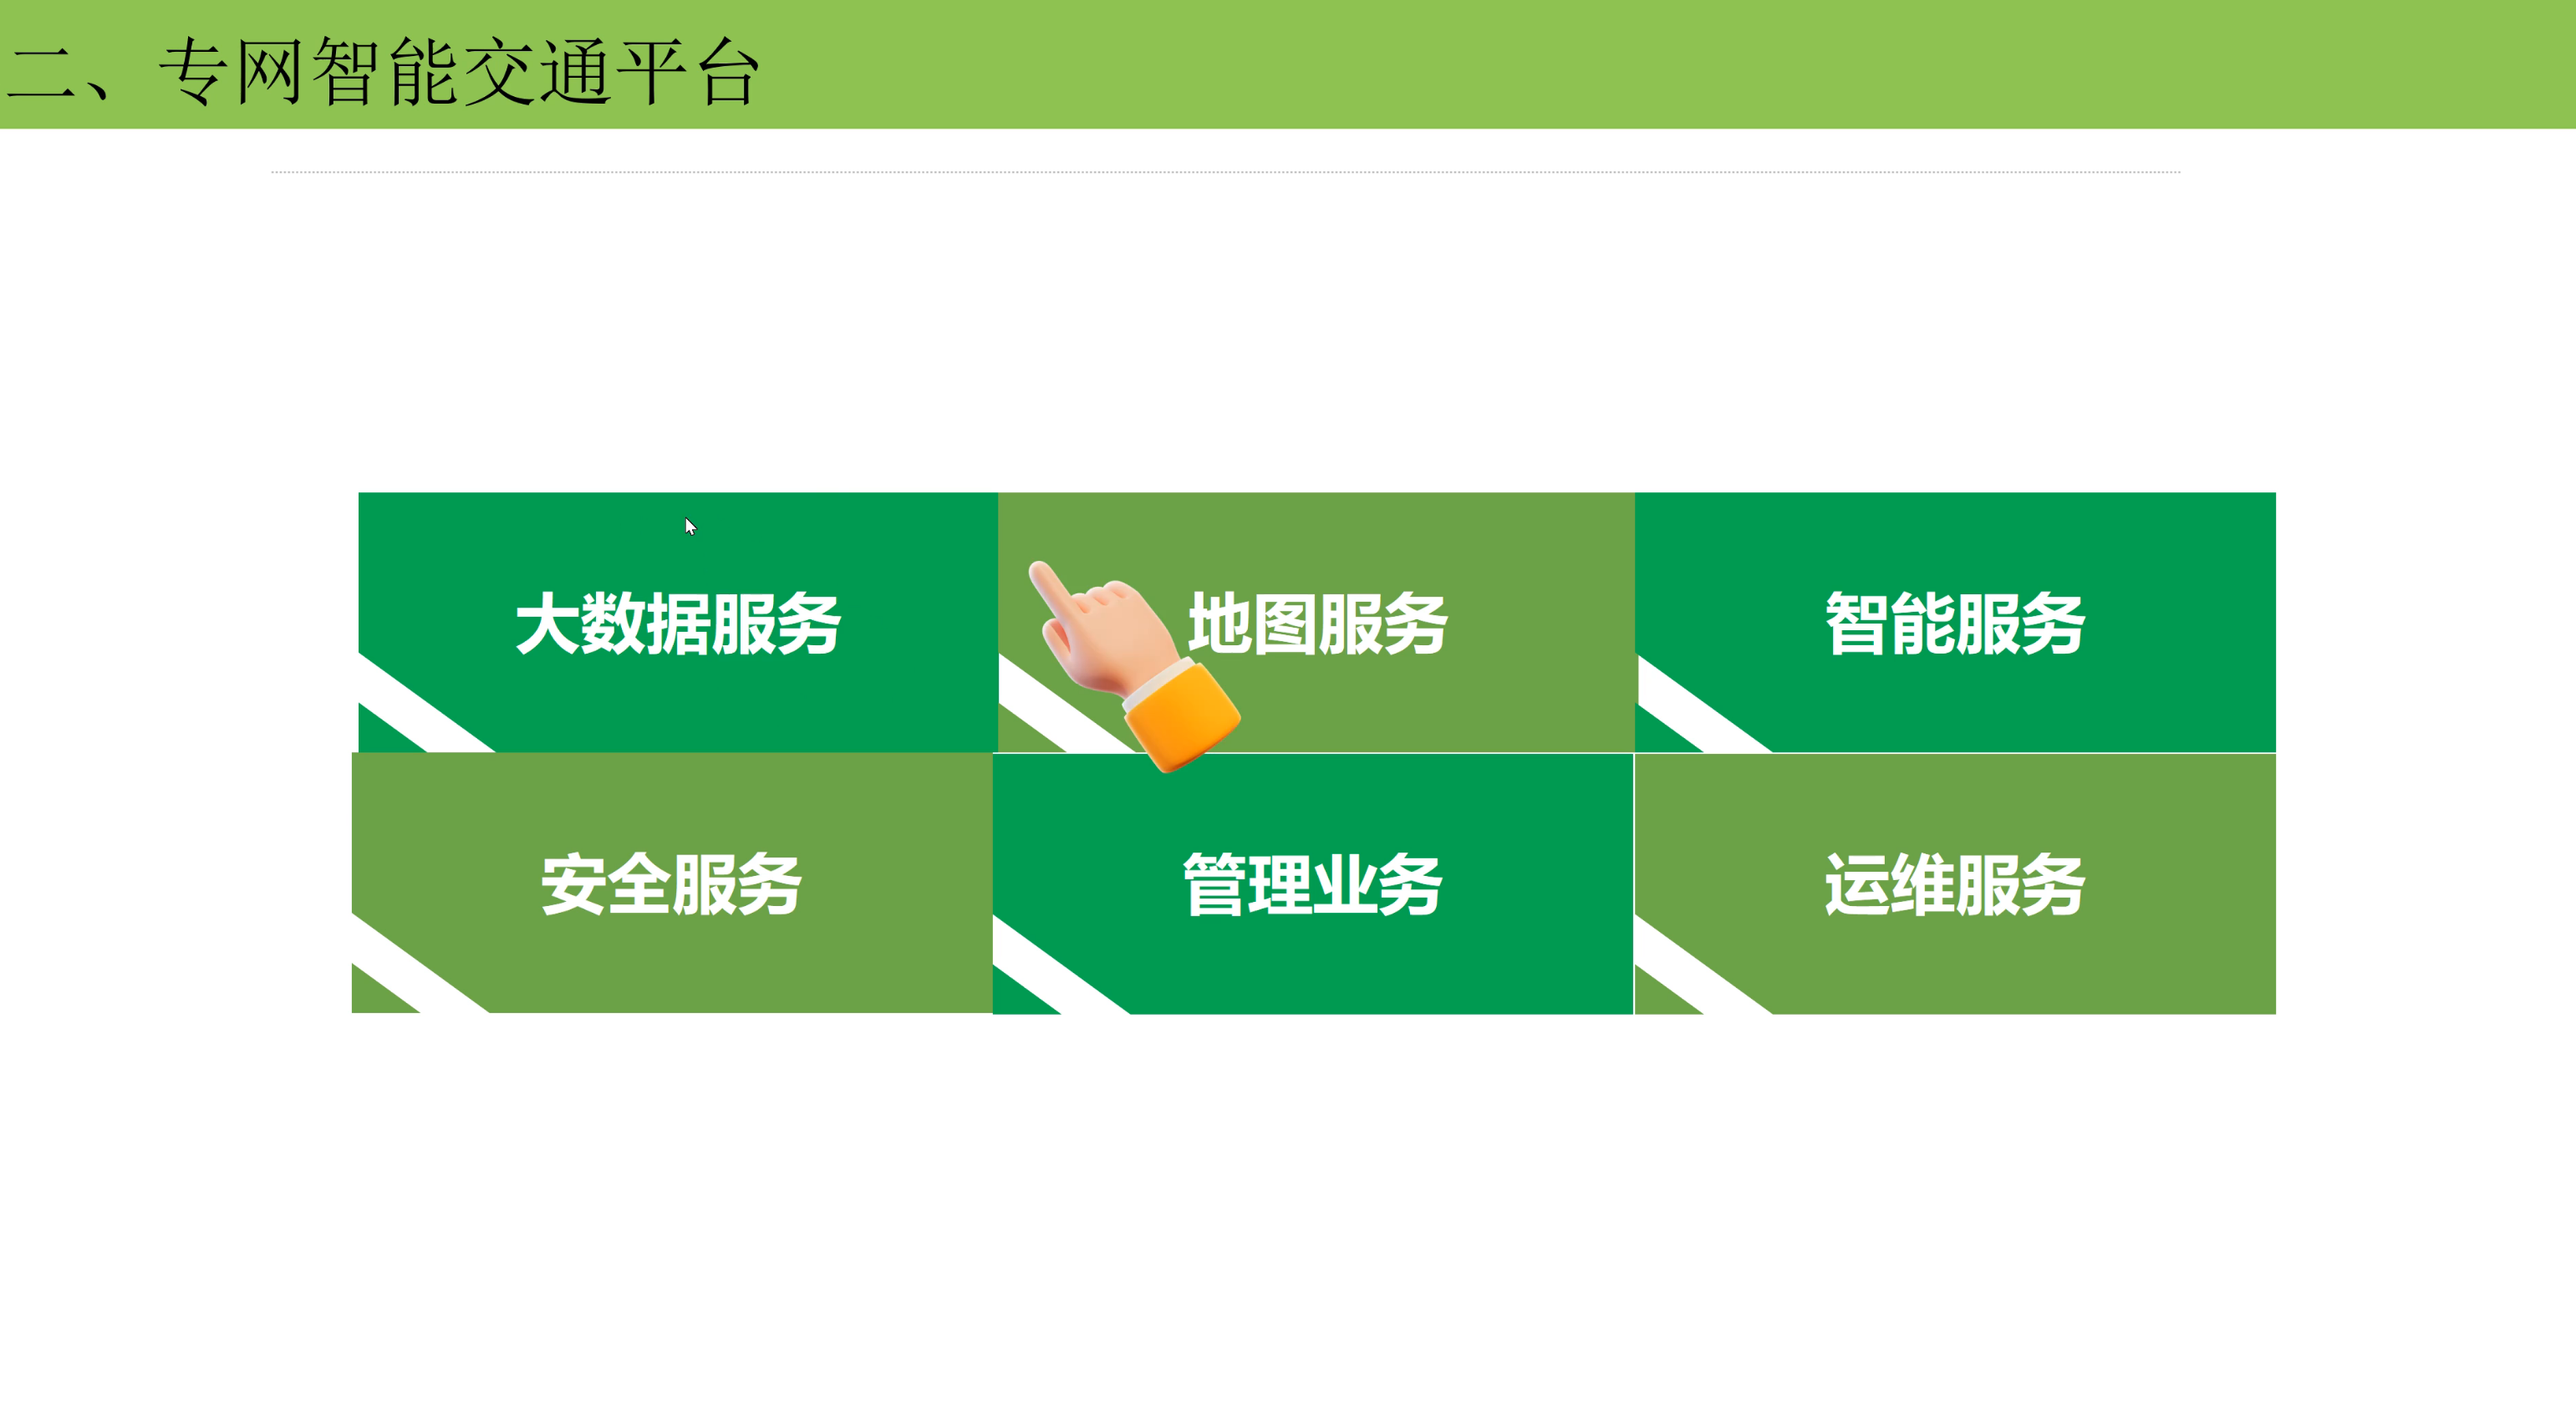 二、专网智能交通平台
大数据服务
地图服务
智能服务
安全服务
管理业务
运维服务